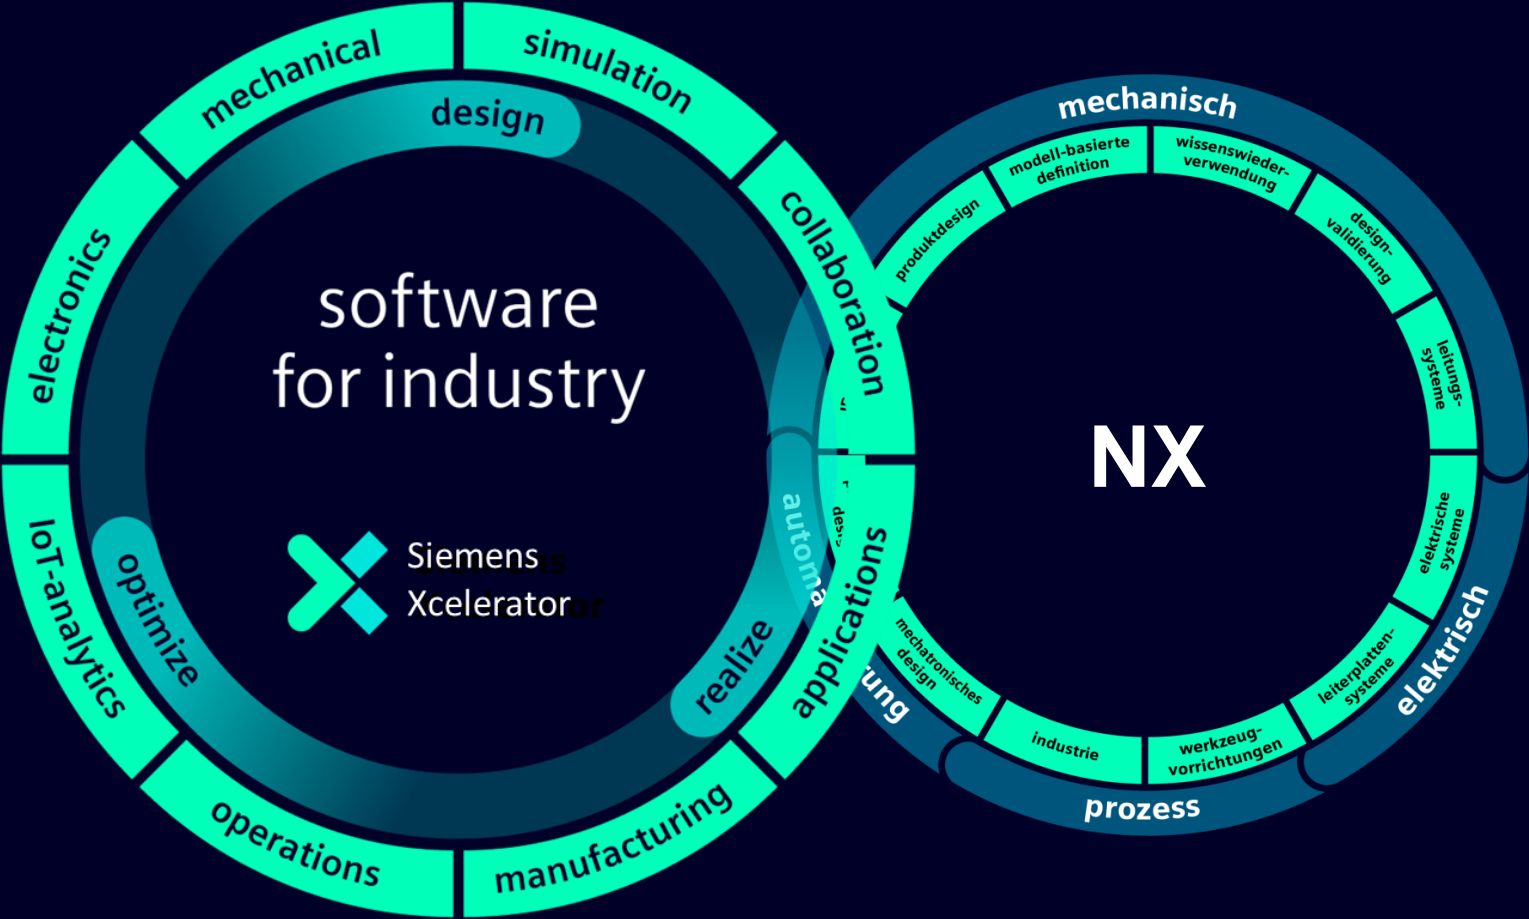 mechanical
simulation
collaboration
applications
manufacturing
operations
IoT-analytics
electronics
design
realize
optimize
software
for industry
Siemens
Xcelerator
mechanisch
elektrisch
prozess
produktdesign
modell-basierte
definition
wissenswieder-
verwendung
design-
validierung
leitungs-
systeme
elektrische
systeme
leiterplatten-
systeme
werkzeug-
vorrichtungen
industrie
mechatronisches
design
NX